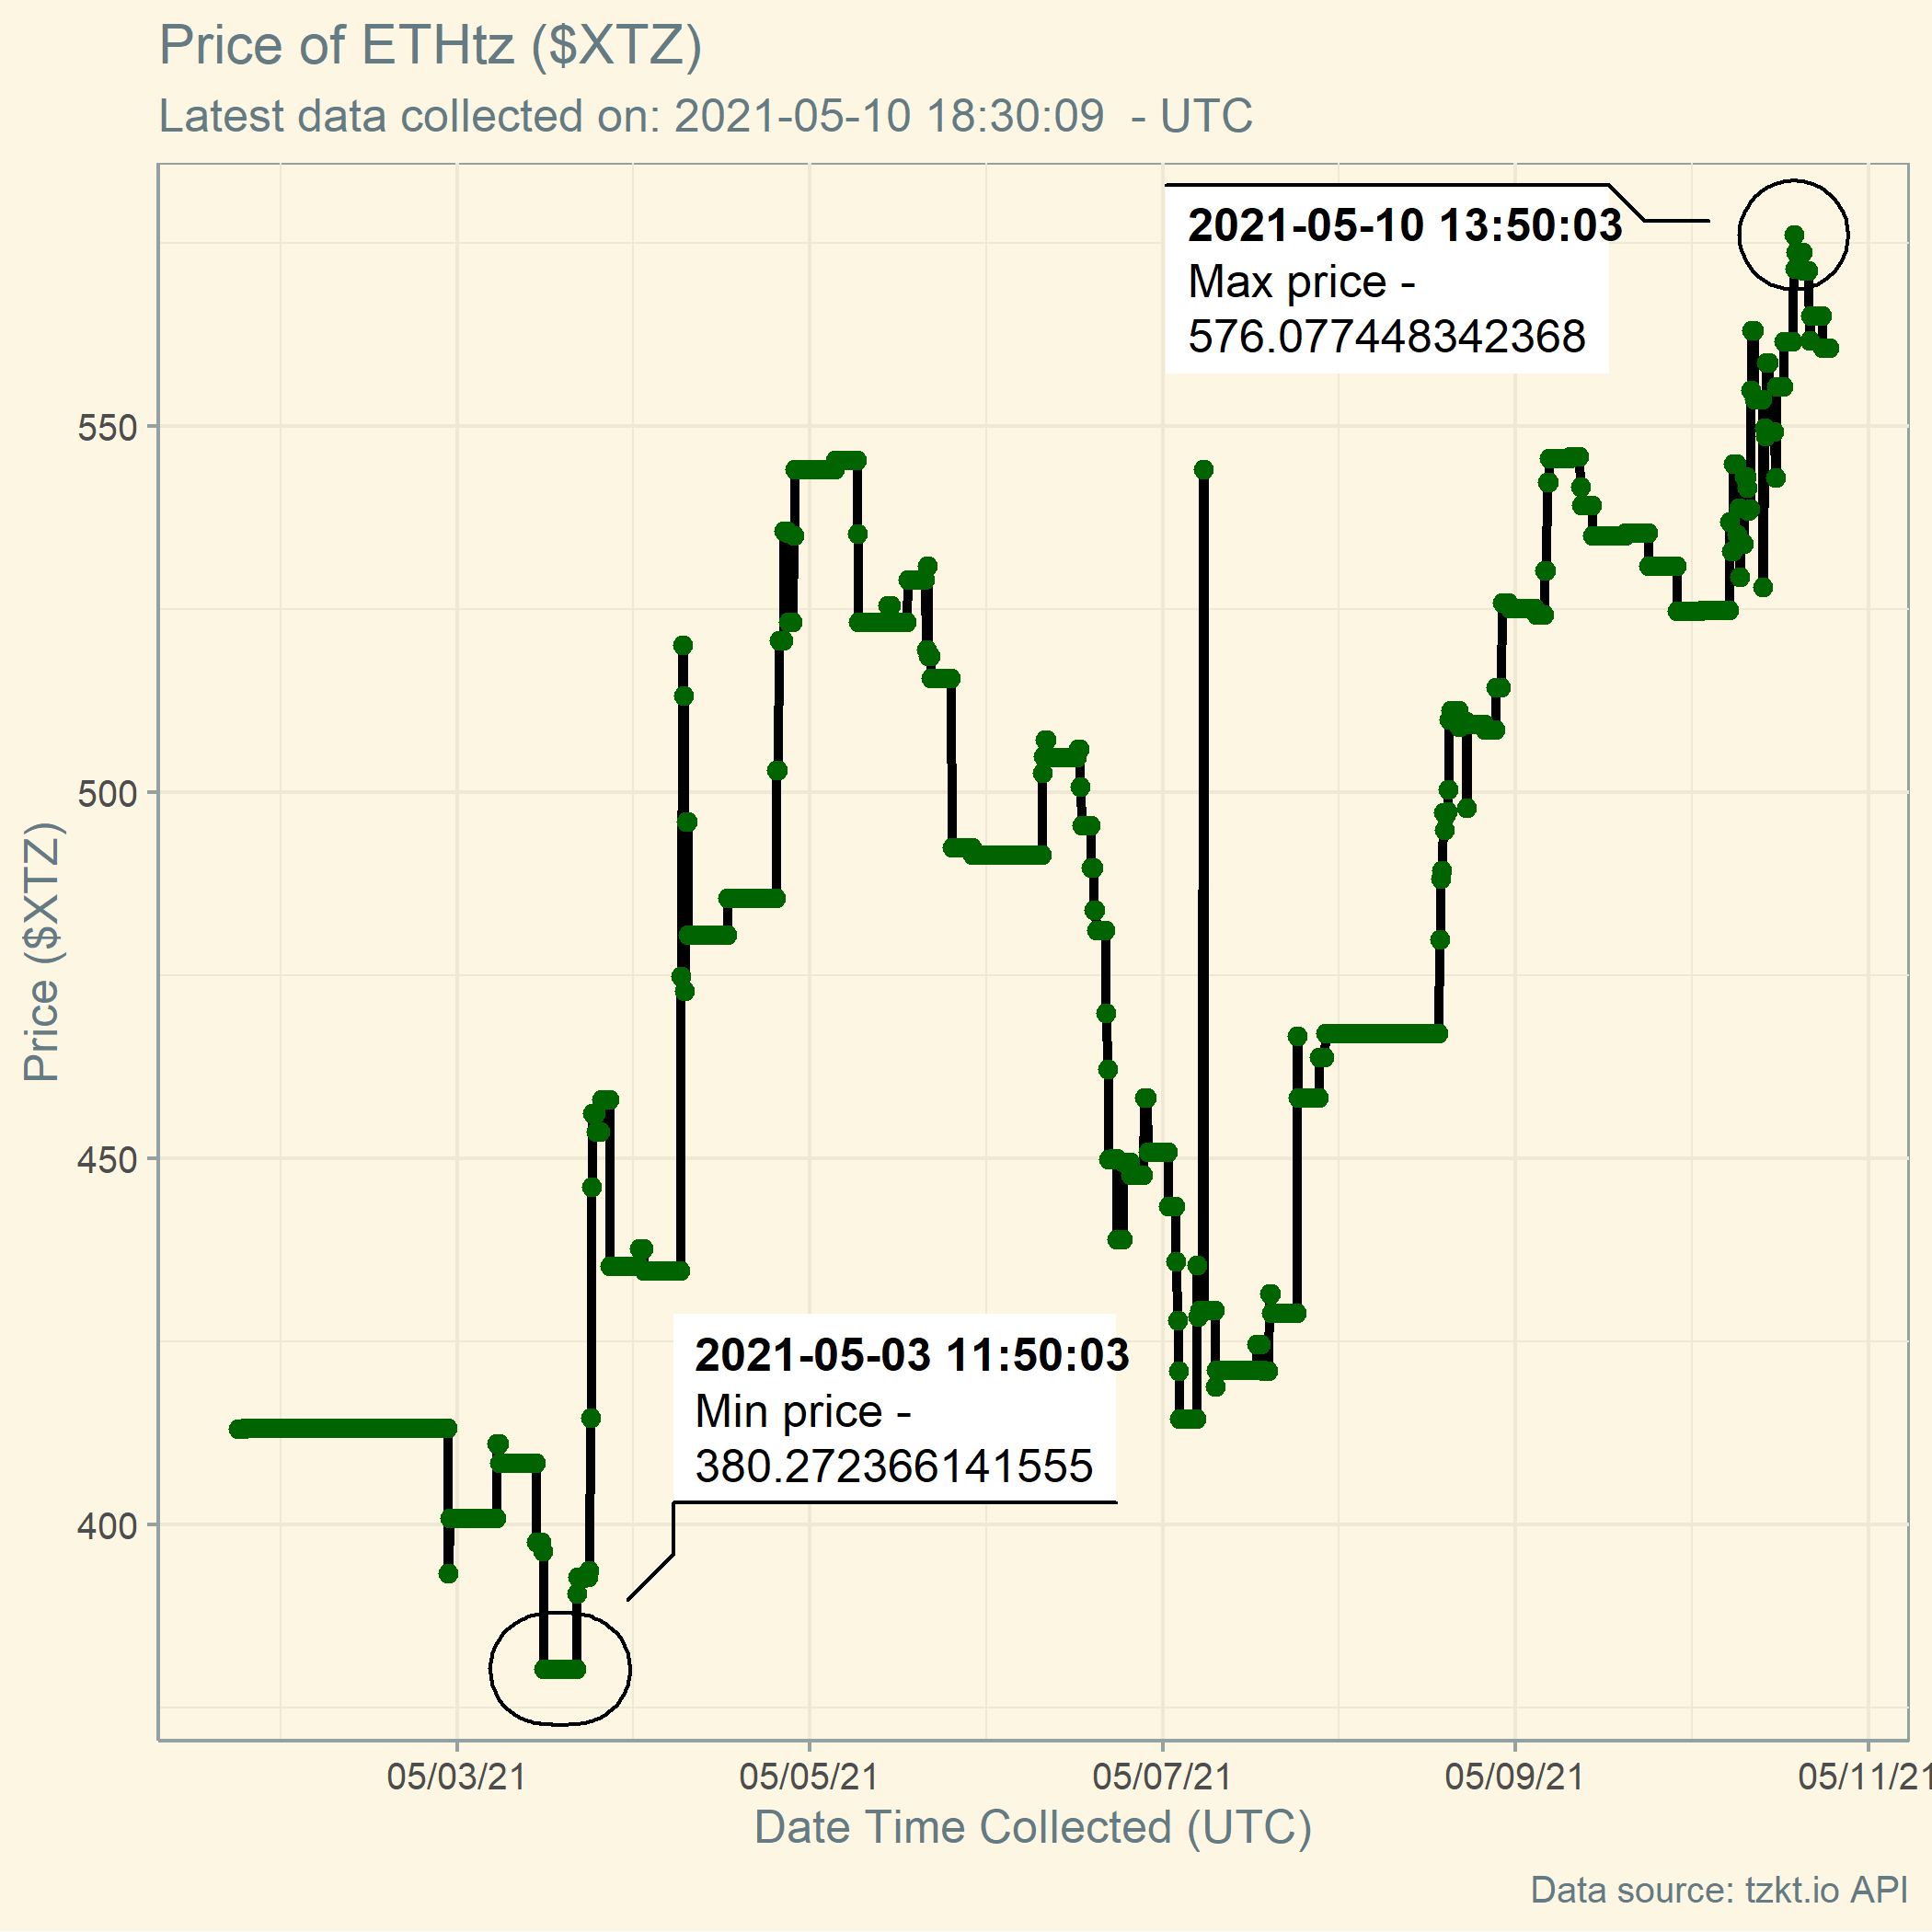 Price of ETHtz ($XTZ)
Latest data collected on: 2021-05-10 18:30:09  - UTC
2021-05-10 13:50:03
Max price -
576.077448342368
550
500
450
400
Price ($XTZ)
2021-05-03 11:50:03
Min price -
380.272366141555
05/03/21
05/05/21
05/07/21
05/09/21
05/11/21
Date Time Collected (UTC)
Data source: tzkt.io API